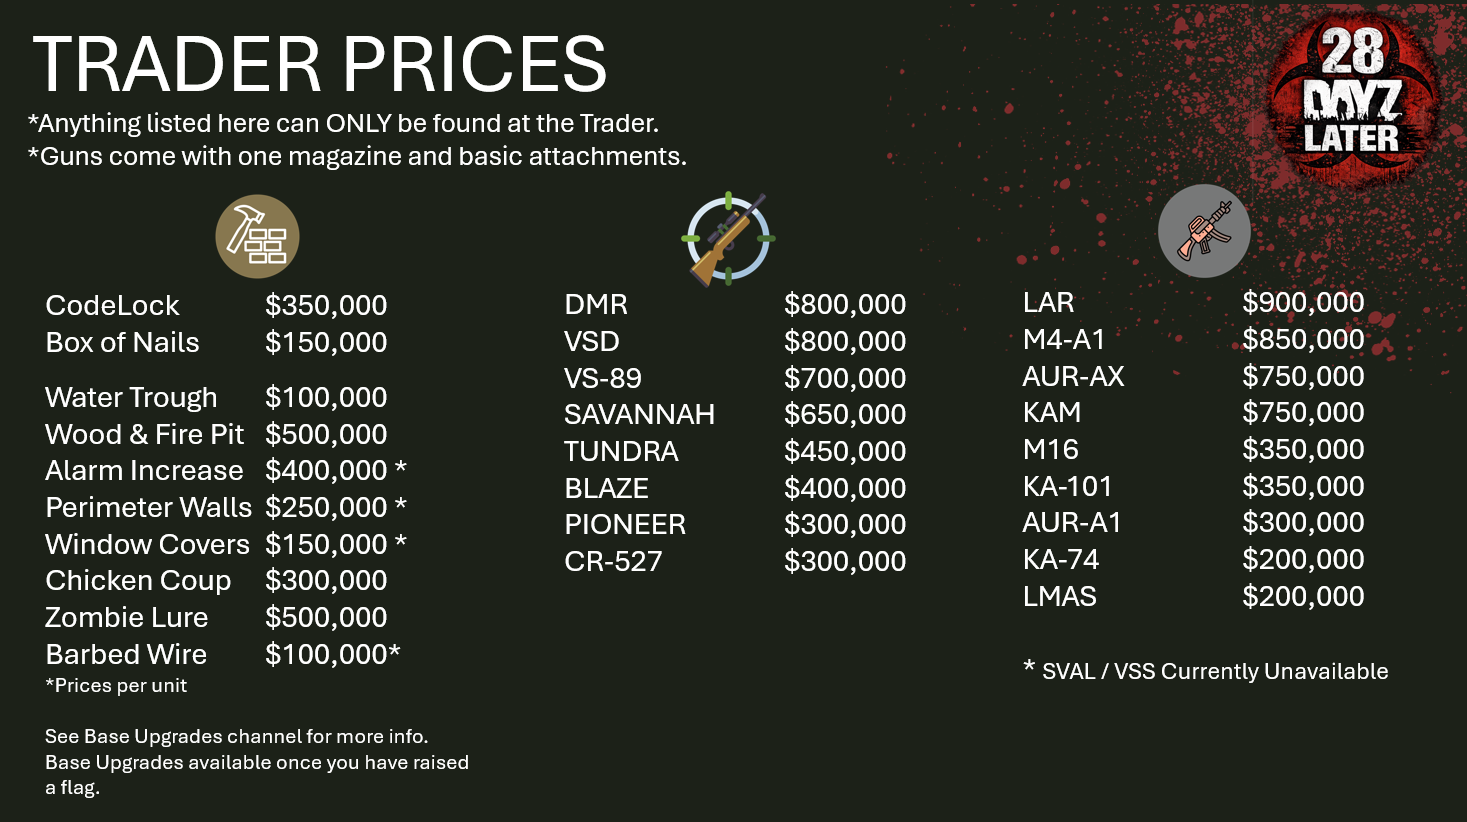 TRADER PRICES
*Anything listed here can ONLY be found at the Trader.
*Guns come with one magazine and basic attachments.
28
DAYZ
LATER
CodeLock $350,000
Box of Nails $150,000
Water Trough $100,000
Wood & Fire Pit $500,000
Alarm Increase $400,000 *
Perimeter Walls $250,000 *
Window Covers $150,000 *
Chicken Coup $300,000
Zombie Lure $500,000
Barbed Wire $100,000*
*Prices per unit
See Base Upgrades channel for more info.
Base Upgrades available once you have raised
a flag.
DMR $800,000
VSD $800,000
VS-89 $700,000
SAVANNAH $650,000
TUNDRA $450,000
BLAZE $400,000
PIONEER $300,000
CR-527 $300,000
LAR $900,000
M4-A1 $850,000
AUR-AX $750,000
KAM $750,000
M16 $350,000
KA-101 $350,000
AUR-A1 $300,000
KA-74 $200,000
LMAS $200,000
* SVAL / VSS Currently Unavailable